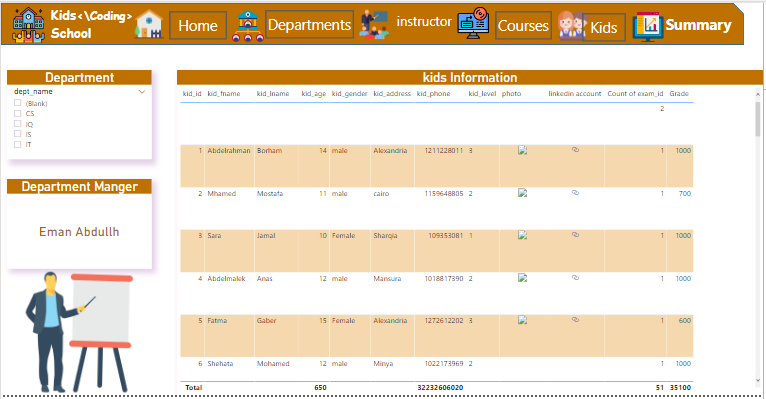 Kids<\Coding> School
Home
Departments
instructor
Courses
Kids
Summary
Department
dept_name
(Blank)
CS
IQ
IS
IT
Department Manger
Eman Abdullh
kids Information
kid_id kid_fname kid_lname kid_age kid_gender kid_address kid_phone kid_level photo linkedin account Count of exam_id Grade
2
1 Abdelrahman Borham 14 male Alexandria 1211228011 3 1 1000
2 Mhamed Mostafa 11 male cairo 1159648805 2 1 700
3 Sara Jamal 10 Female Sharqia 109353081 1 1 1000
4 Abdelmalek Anas 12 male Mansura 1018817390 2 1 1000
5 Fatma Gaber 15 Female Alexandria 1272612202 3 1 600
6 Shehata Mohamed 12 male Minya 1022173969 2 1 1000
Total 650 32232606020 51 35100